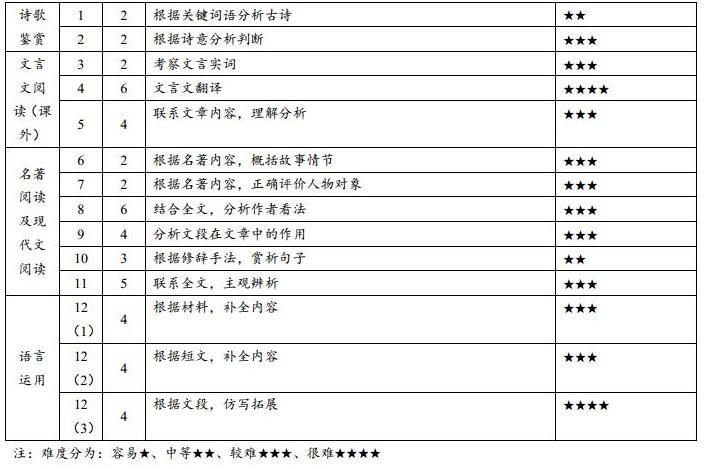 诗歌鉴赏 1 2 根据关键词语分析古诗 ★★
2 2 根据诗意分析判断 ★★★
文言文阅读（课外） 3 2 考察文言实词 ★★★
4 6 文言文翻译 ★★★★
5 4 联系文章内容，理解分析 ★★★
名著阅读及现代文阅读 6 2 根据名著内容，概括故事情节 ★★★
7 2 根据名著内容，正确评价人物对象 ★★★
8 6 结合全文，分析作者看法 ★★★
9 4 分析文段在文章中的作用 ★★★
10 3 根据修辞手法，赏析句子 ★★
11 5 联系全文，主观辨析 ★★★
语言运用 12（1） 4 根据材料，补全内容 ★★★
12（2） 4 根据短文，补全内容 ★★★
12（3） 4 根据文段，仿写拓展 ★★★★
注：难度分为：容易★、中等★★、较难★★★、很难★★★★